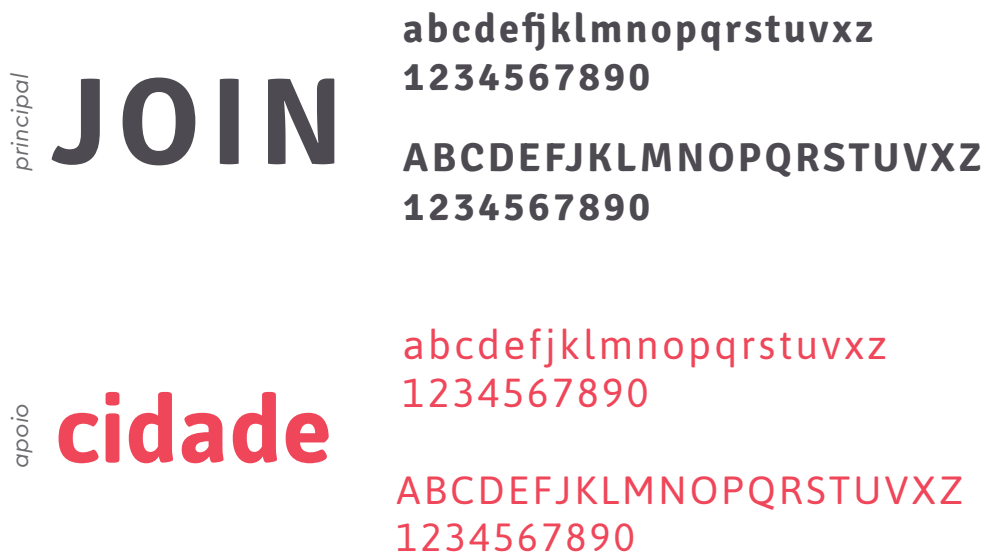 principal
JOIN
abcdefjklmnopqrstuvxz
1234567890
ABCDEFJKLMNOPQRSTUVXZ
1234567890
apoio
cidade
abcdefjklmnopqrstuvxz
1234567890
ABCDEFJKLMNOPQRSTUVXZ
1234567890